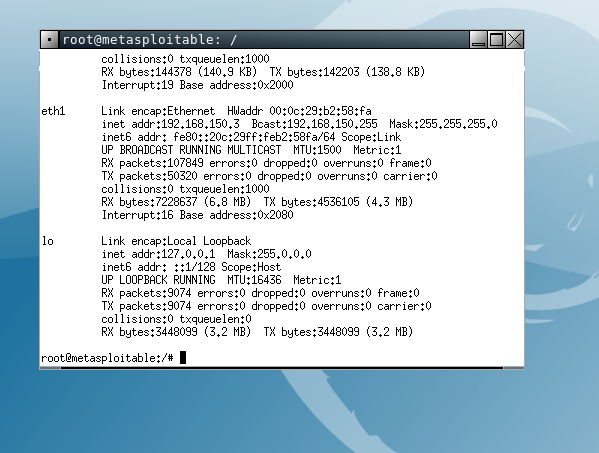 root@metasploitable: /
collisions:0 txqueuelen:1000
RX bytes:144378 (140.9 KB)  TX bytes:142203 (138.8 KB)
Interrupt:19 Base address:0x2000
eth1      Link encap:Ethernet  HWaddr 00:0c:29:b2:58:fa
inet addr:192.168.150.3  Bcast:192.168.150.255  Mask:255.255.255.0
inet6 addr: fe80::20c:29ff:feb2:58fa/64 Scope:Link
UP BROADCAST RUNNING MULTICAST  MTU:1500  Metric:1
RX packets:107849 errors:0 dropped:0 overruns:0 frame:0
TX packets:50320 errors:0 dropped:0 overruns:0 carrier:0
collisions:0 txqueuelen:1000
RX bytes:7228637 (6.8 MB)  TX bytes:4536105 (4.3 MB)
Interrupt:16 Base address:0x2080
lo        Link encap:Local Loopback
inet addr:127.0.0.1  Mask:255.0.0.0
inet6 addr: ::1/128 Scope:Host
UP LOOPBACK RUNNING  MTU:16436  Metric:1
RX packets:9074 errors:0 dropped:0 overruns:0 frame:0
TX packets:9074 errors:0 dropped:0 overruns:0 carrier:0
collisions:0 txqueuelen:0
RX bytes:3448099 (3.2 MB)  TX bytes:3448099 (3.2 MB)
root@metasploitable:/#